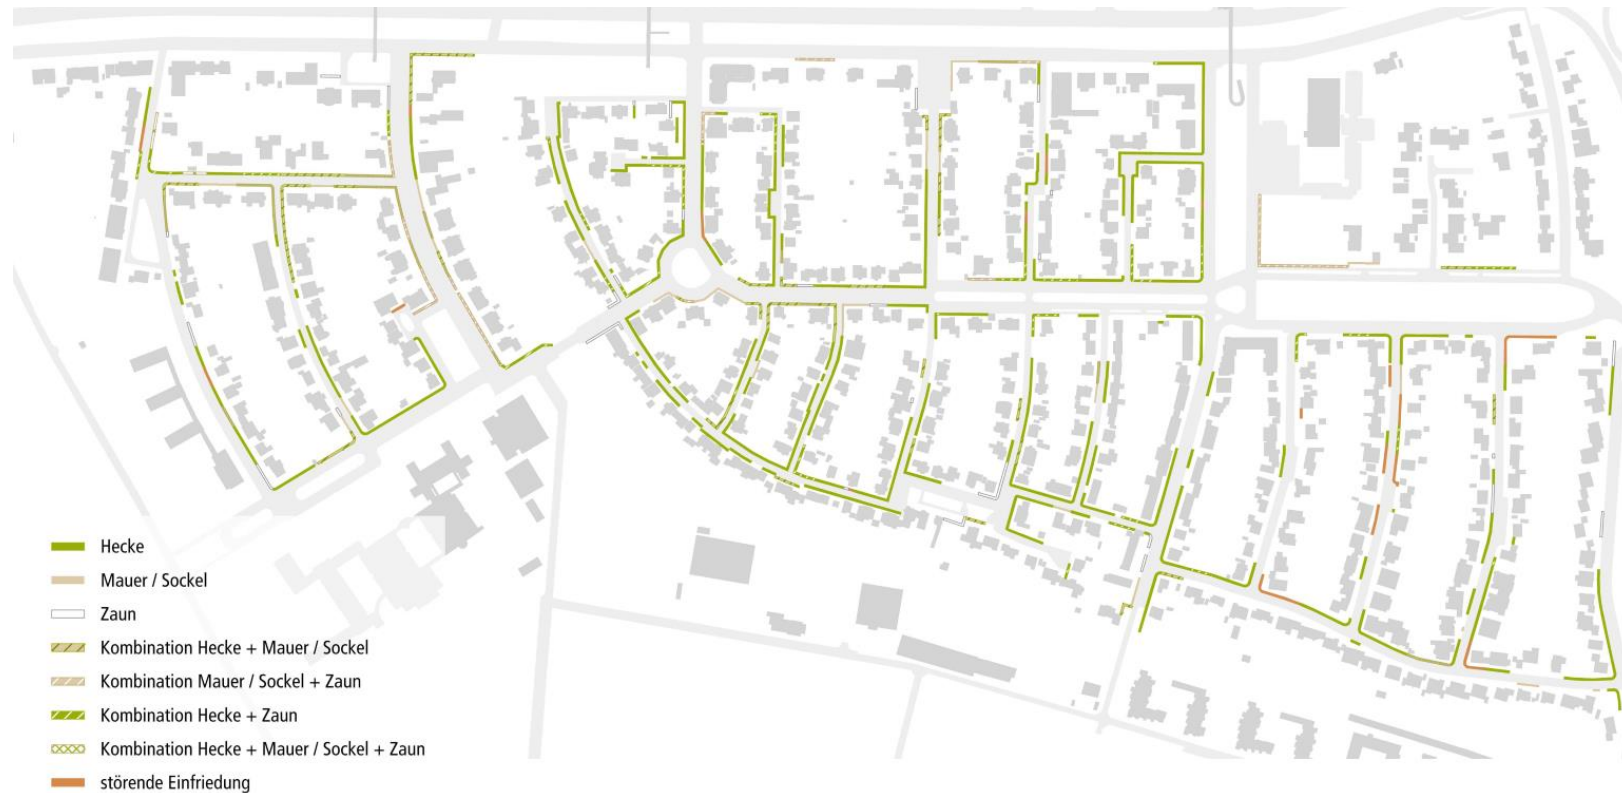 Hecke
Mauer / Sockel
Zaun
Kombination Hecke + Mauer / Sockel
Kombination Mauer / Sockel + Zaun
Kombination Hecke + Zaun
Kombination Hecke + Mauer / Sockel + Zaun
störende Einfriedung